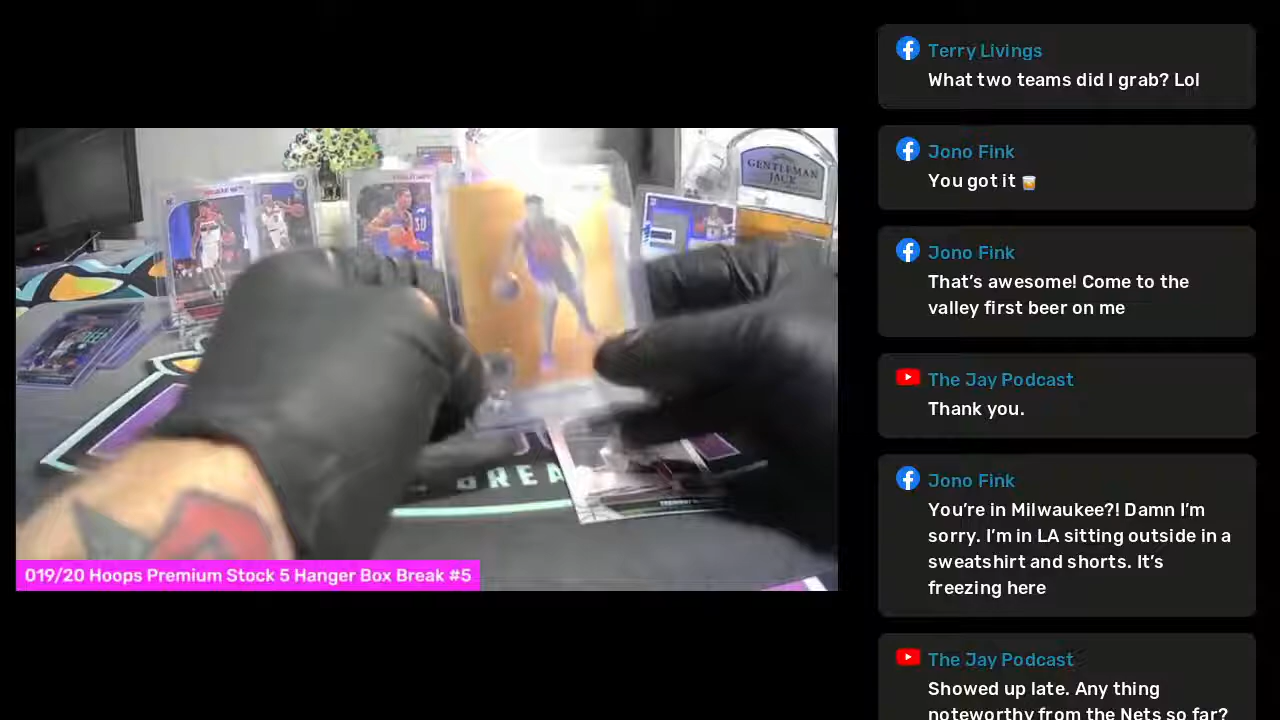 Terry Livings
What two teams did I grab? Lol
Jono Fink
You got it
Jono Fink
That's awesome! Come to the
valley first beer on me
The Jay Podcast
Thank you.
Jono Fink
You're in Milwaukee?! Damn I'm
sorry. I'm in LA sitting outside in a
sweatshirt and shorts. It's
freezing here
The Jay Podcast
Showed up late. Any thing
noteworthy from the Nets so far?
GENTLEMAN
JACK
BREA
019/20 Hoops Premium Stock 5 Hanger Box Break #5